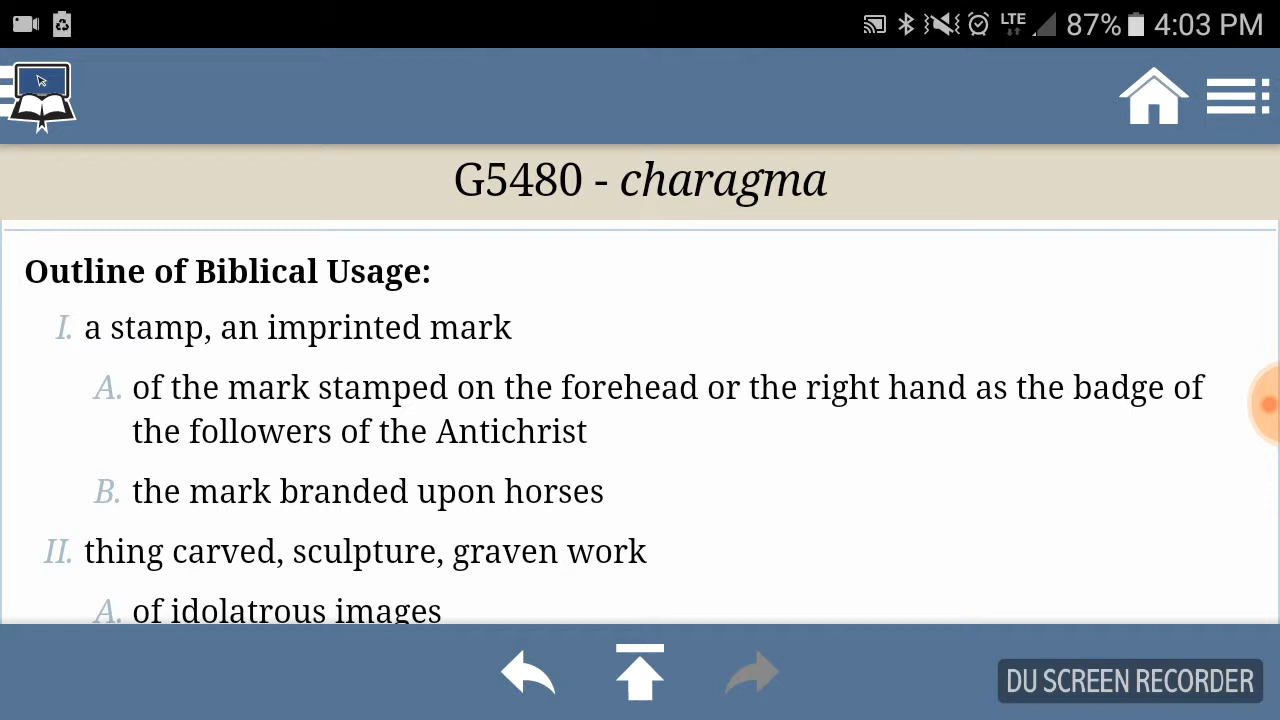 LTE 87% 4:03 PM
G5480 - charagma
Outline of Biblical Usage:
I. a stamp, an imprinted mark
A. of the mark stamped on the forehead or the right hand as the badge of
the followers of the Antichrist
B. the mark branded upon horses
II. thing carved, sculpture, graven work
A. of idolatrous images
DU SCREEN RECORDER